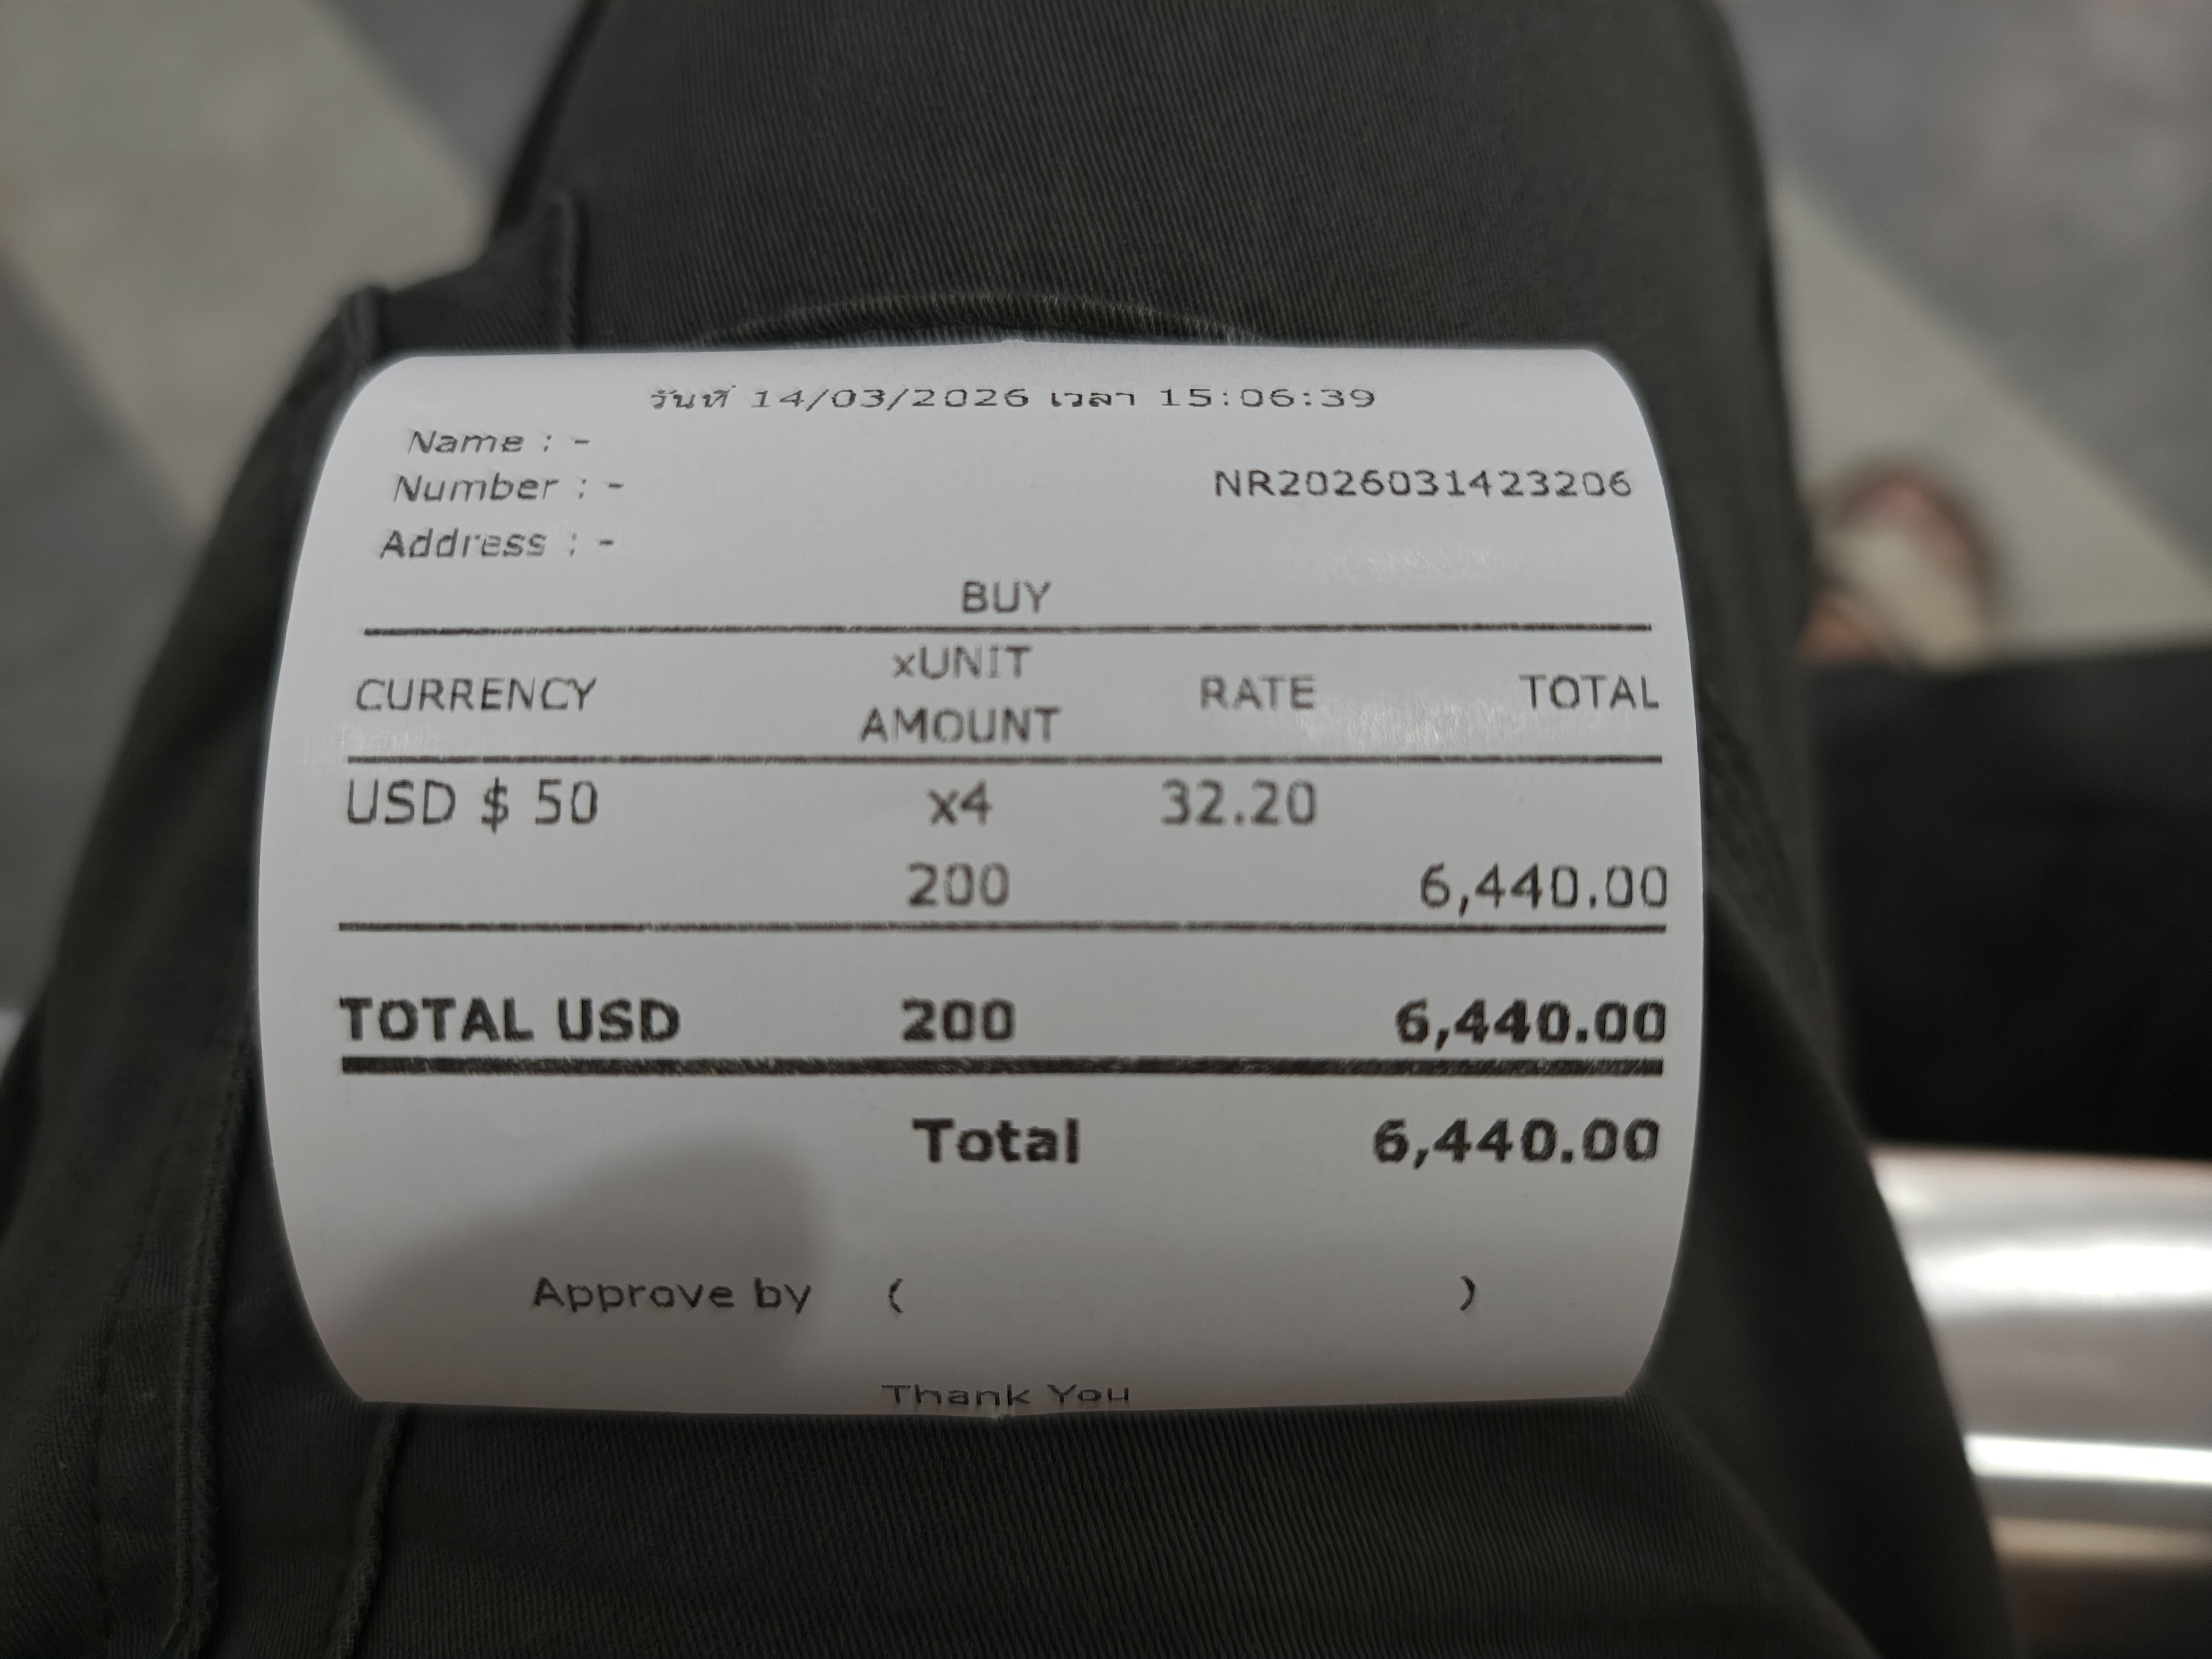 วันที่ 14/03/2026 เวลา 15:06:39
Name : -
Number : - NR2026031423206
Address : -
BUY
CURRENCY xUNIT AMOUNT RATE TOTAL
USD $ 50 x4 32.20
200 6,440.00
TOTAL USD 200 6,440.00
Total 6,440.00
Approve by ( )
Thank You